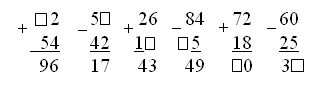 + □2 − 5□ + 26 − 84 + 72 − 60
54 42 1□ □5 18 25
96 17 43 49 □0 3□